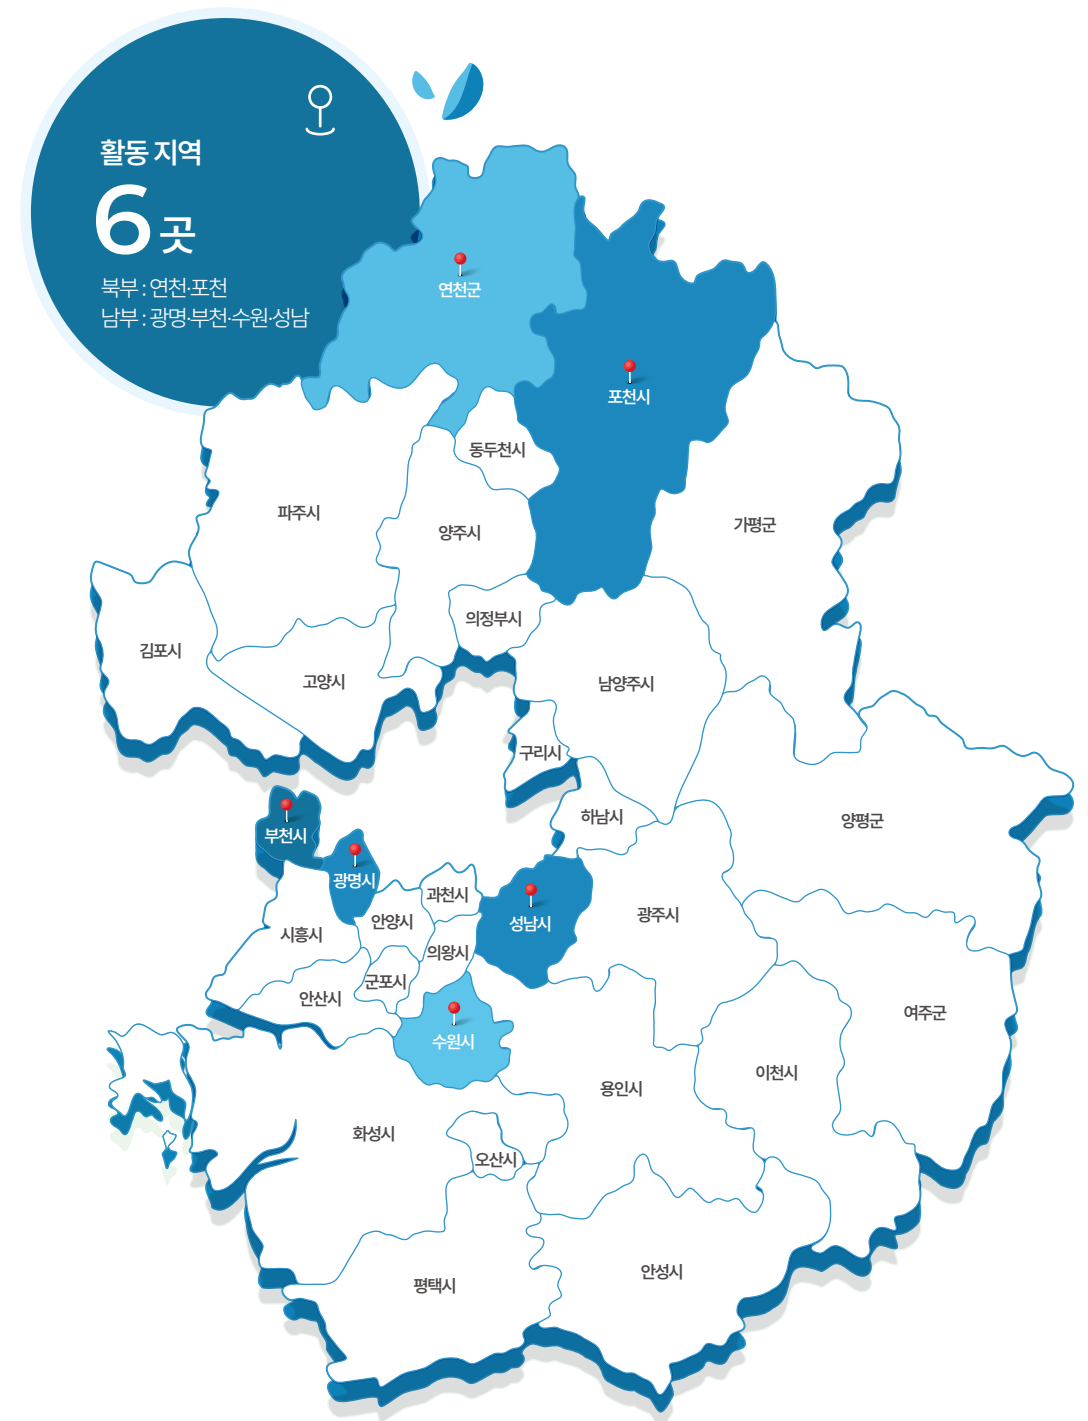 활동 지역
6곳
북부 : 연천·포천
남부 : 광명·부천·수원·성남
연천군
포천시
동두천시
파주시
양주시
가평군
의정부시
김포시
고양시
남양주시
구리시
하남시
양평군
부천시
광명시
과천시
안양시
성남시
광주시
시흥시
의왕시
군포시
안산시
여주군
수원시
이천시
용인시
화성시
오산시
안성시
평택시